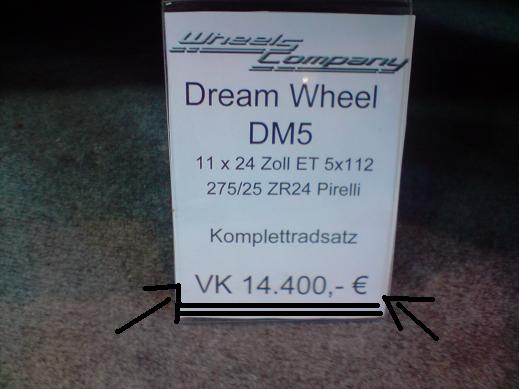 Wheels
Company
Dream Wheel
DM5
11 x 24 Zoll ET 5x112
275/25 ZR24 Pirelli
Komplettradsatz
VK 14.400,- €